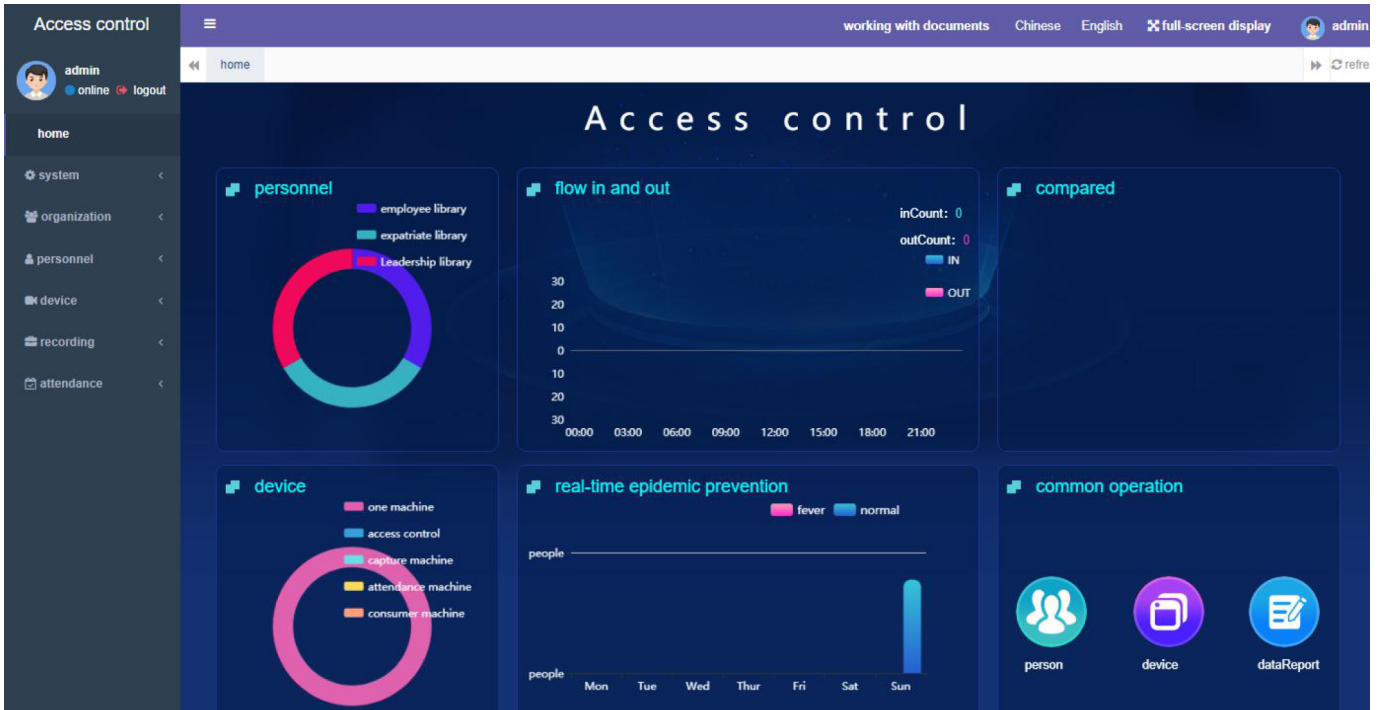 Access control
working with documents Chinese English full-screen display admin
admin
online logout
home refre
home
system
organization
personnel
device
recording
attendance
Access control
personnel
employee library
expatriate library
Leadership library
flow in and out
inCount: 0
outCount: 0
IN
OUT
30
20
10
0
10
20
30
00:00 03:00 06:00 09:00 12:00 15:00 18:00 21:00
compared
device
one machine
access control
capture machine
attendance machine
consumer machine
real-time epidemic prevention
fever normal
people
people
Mon Tue Wed Thur Fri Sat Sun
common operation
person device dataReport